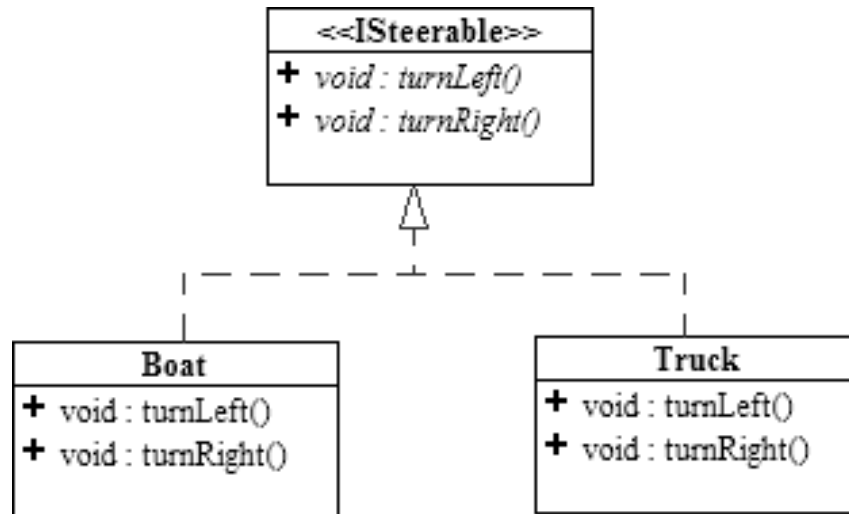 <<ISteerable>>
+ void : turnLeft()
+ void : turnRight()
Boat
+ void : turnLeft()
+ void : turnRight()
Truck
+ void : turnLeft()
+ void : turnRight()